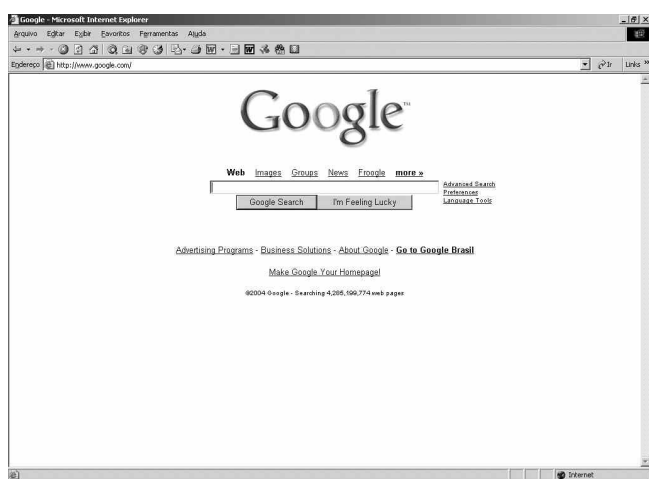 Google - Microsoft Internet Explorer
Arquivo Editar Exibir Favoritos Ferramentas Ajuda
Endereço http://www.google.com/ Ir Links »
Google™
Web Images Groups News Froogle more »
Advanced Search
Preferences
Google Search I'm Feeling Lucky Language Tools
Advertising Programs - Business Solutions - About Google - Go to Google Brasil
Make Google Your Homepage!
©2004 Google - Searching 4,285,199,774 web pages
Internet